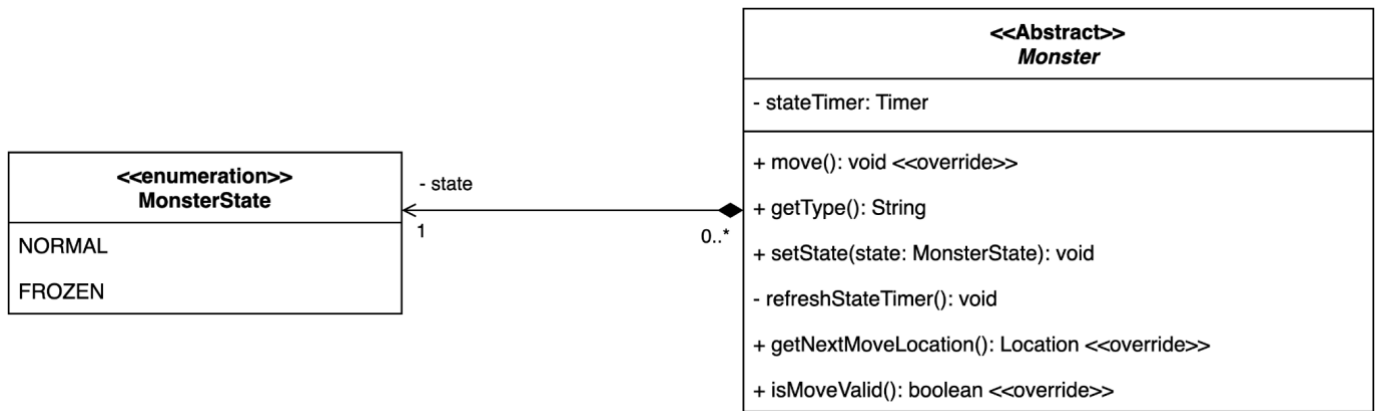 <<enumeration>>
MonsterState
NORMAL
FROZEN
- state
1
0..*
<<Abstract>>
Monster
- stateTimer: Timer
+ move(): void <<override>>
+ getType(): String
+ setState(state: MonsterState): void
- refreshStateTimer(): void
+ getNextMoveLocation(): Location <<override>>
+ isMoveValid(): boolean <<override>>